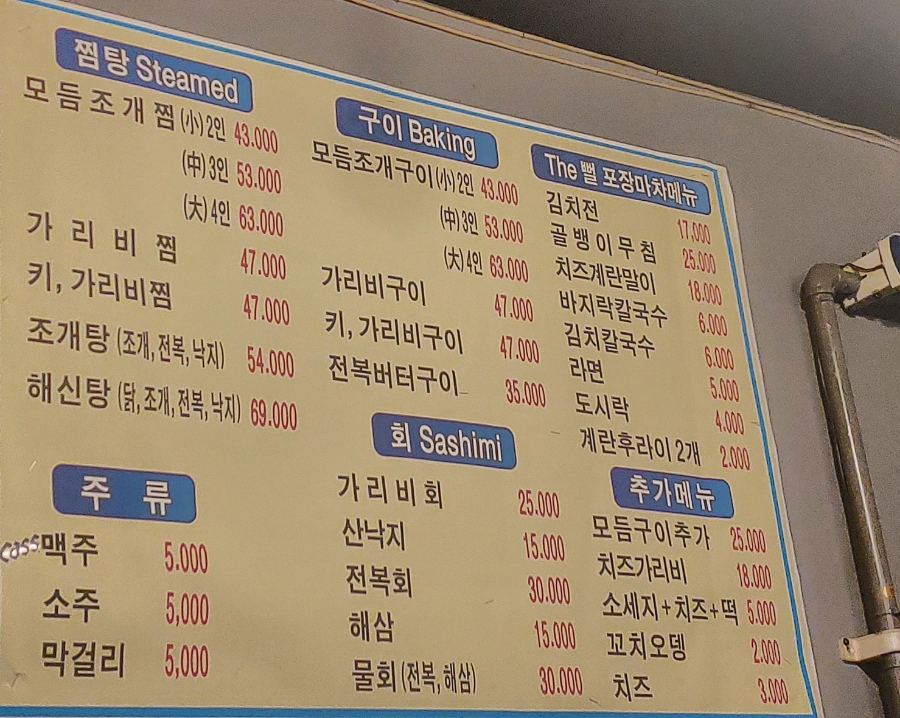 찜탕 Steamed
모듬조개찜 (小)2인 43.000
(中)3인 53.000
(大)4인 63.000
가리비찜 47.000
키, 가리비찜 47.000
조개탕 (조개, 전복, 낙지) 54.000
해신탕 (닭, 조개, 전복, 낙지) 69.000
주류
cass맥주 5.000
소주 5,000
막걸리 5,000
구이 Baking
모듬조개구이(小)2인 43.000
(中)3인 53.000
(大)4인 63.000
가리비구이 47.000
키, 가리비구이 47.000
전복버터구이 35.000
회 Sashimi
가리비회 25.000
산낙지 15.000
전복회 30.000
해삼 15.000
물회 (전복, 해삼) 30.000
The 뻘 포장마차메뉴
김치전 17.000
골뱅이무침 25.000
치즈계란말이 18.000
바지락칼국수 6.000
김치칼국수 6.000
라면 5.000
도시락 4.000
계란후라이 2개 2.000
추가메뉴
모듬구이추가 25.000
치즈가리비 18.000
소세지+치즈+떡 5.000
꼬치오뎅 2.000
치즈 3.000